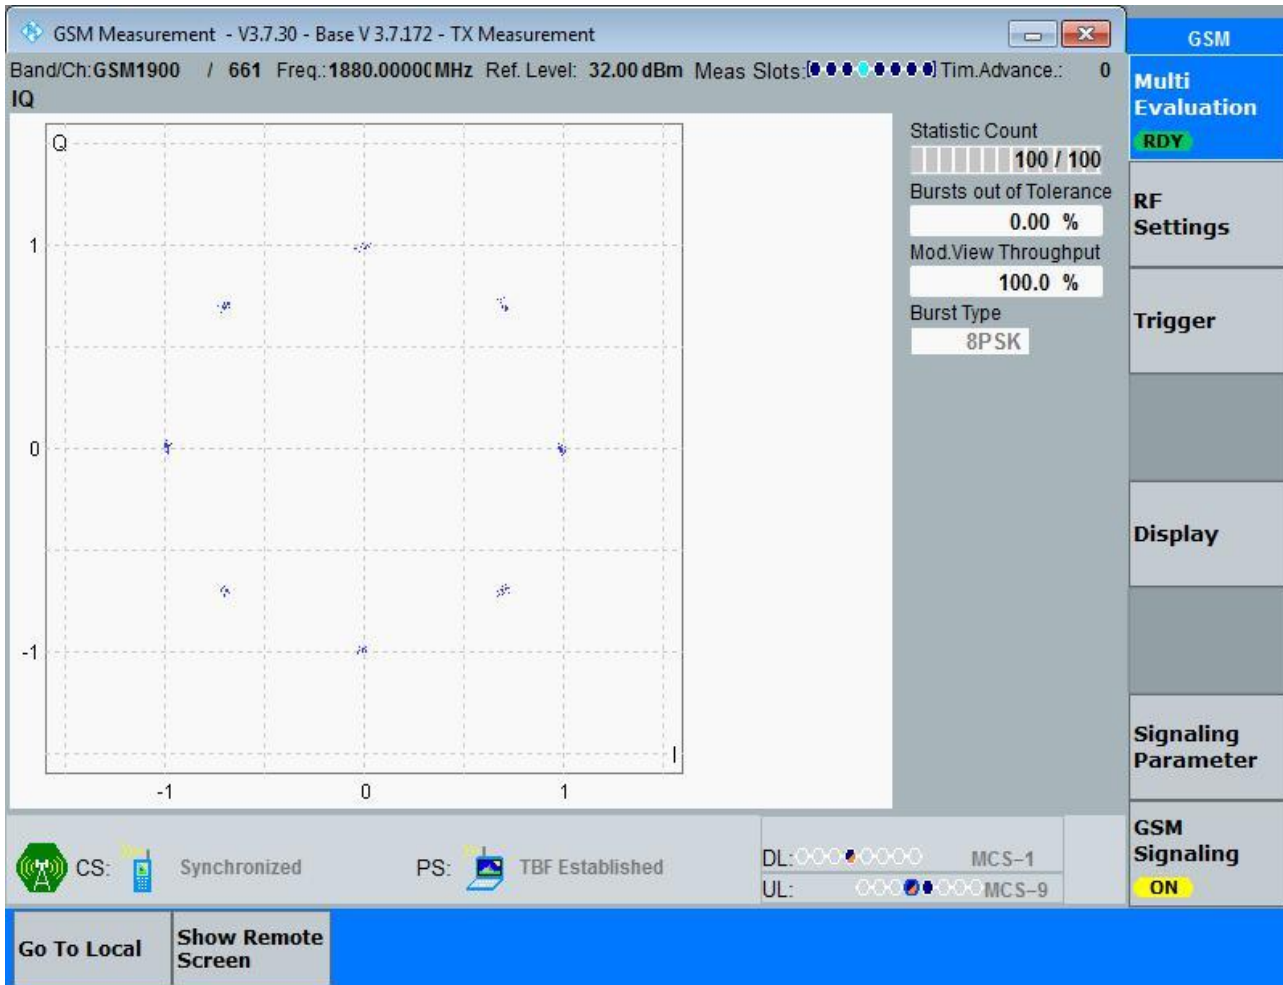 GSM Measurement - V3.7.30 - Base V 3.7.172 - TX Measurement
GSM
Band/Ch:GSM1900 / 661 Freq.:1880.00000 MHz Ref. Level: 32.00 dBm Meas Slots: Tim.Advance.: 0
IQ
Multi
Evaluation
RDY
Q
Statistic Count
100 / 100
Bursts out of Tolerance
0.00 %
Mod.View Throughput
100.0 %
Burst Type
8PSK
1
0
-1
I
-1 0 1
RF
Settings
Trigger
Display
Signaling
Parameter
GSM
Signaling
ON
CS: Synchronized PS: TBF Established
DL: MCS-1
UL: MCS-9
Go To Local
Show Remote
Screen